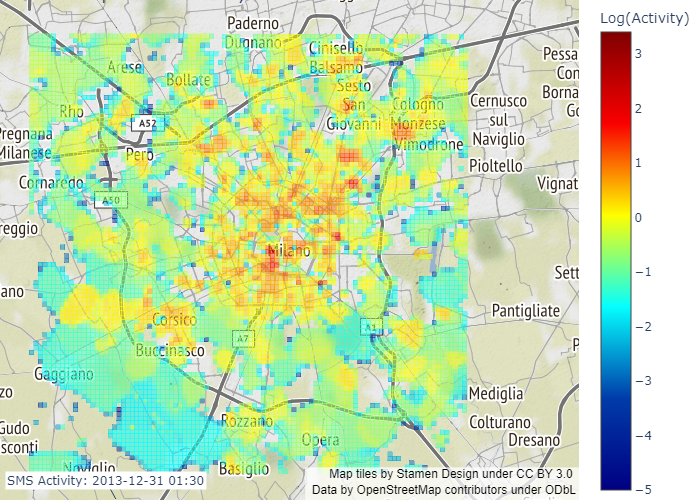 Log(Activity)
Paderno
Dugnano
Cinisello
Balsamo
Arese
Bollate
Sesto
San
Giovanni
Rho
A52
Cologno
Monzese
Cernusco
sul
Naviglio
Pessa
Con
Borna
Go
Pregnana
Milanese
Pero
Vimodrone
Pioltello
Cornaredo
A50
Vignat
reggio
Milano
Sett
ano
Corsico
Pantigliate
A7
A1
Buccinasco
P
Gaggiano
zo
Mediglia
Gudo
sconti
Rozzano
Colturano
Dresano
Opera
Noviglio
Basiglio
SMS Activity: 2013-12-31 01:30
Map tiles by Stamen Design under CC BY 3.0
Data by OpenStreetMap contributors under ODbL
3
2
1
0
−1
−2
−3
−4
−5